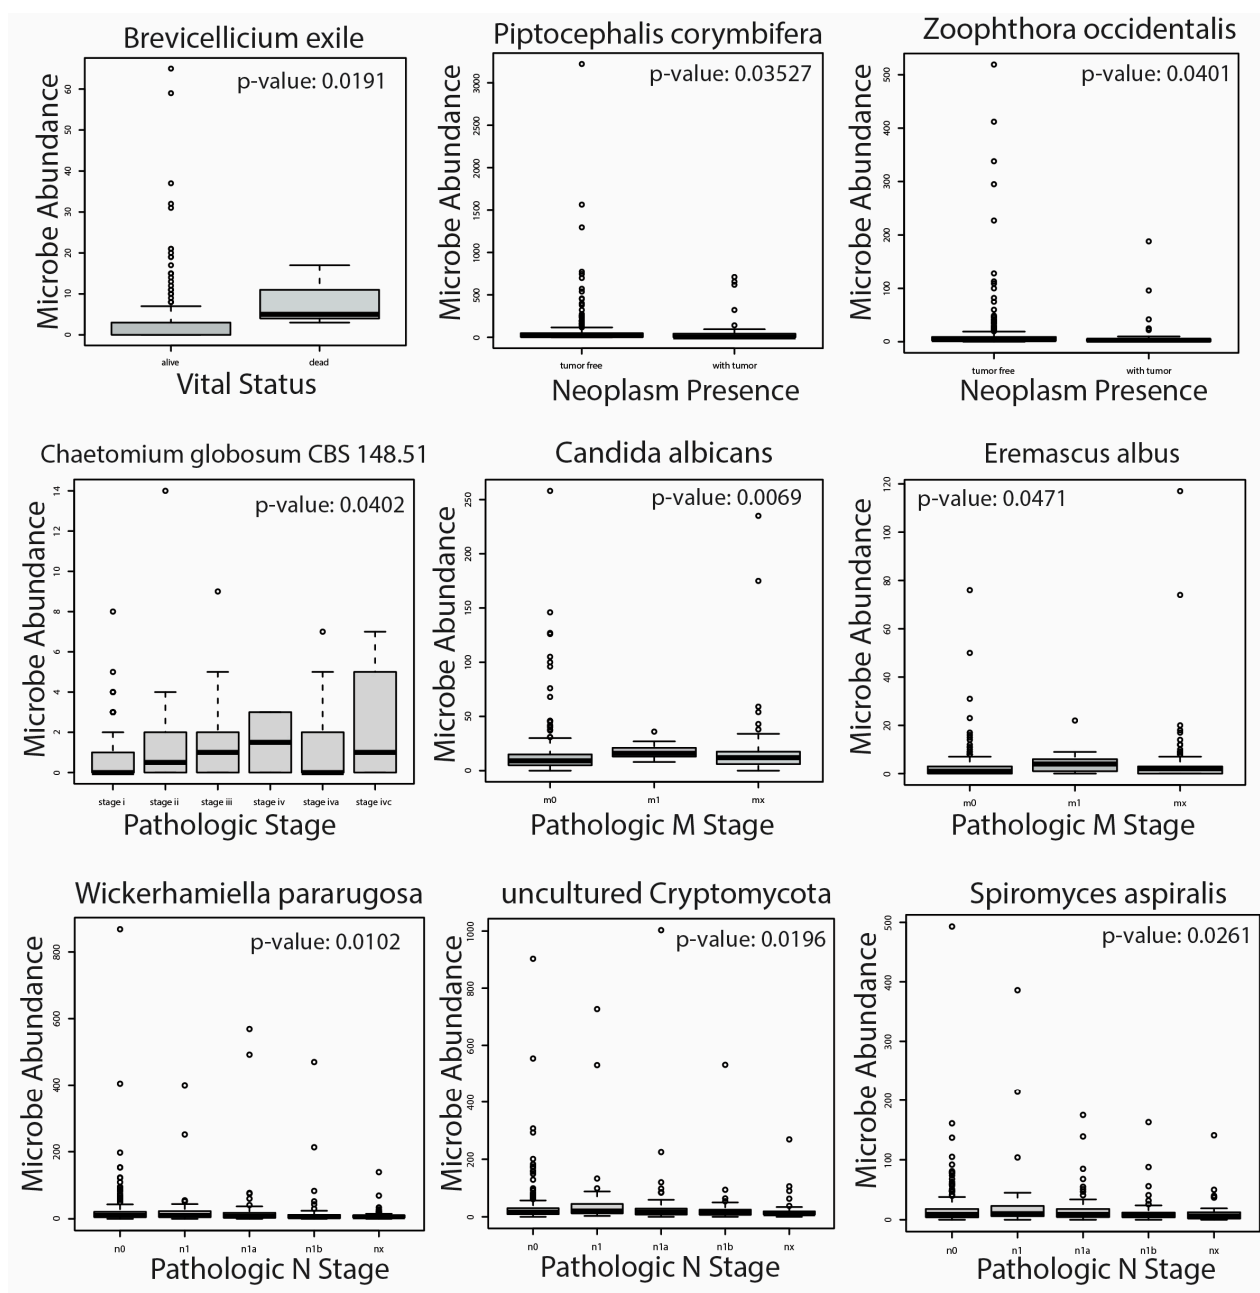 Brevicellicium exile
p-value: 0.0191
Microbe Abundance
0 10 20 30 40 50 60
alive dead
Vital Status
Piptocephalis corymbifera
p-value: 0.03527
Microbe Abundance
0 500 1000 1500 2000 2500 3000
tumor free with tumor
Neoplasm Presence
Zoophthora occidentalis
p-value: 0.0401
Microbe Abundance
0 100 200 300 400 500
tumor free with tumor
Neoplasm Presence
Chaetomium globosum CBS 148.51
p-value: 0.0402
Microbe Abundance
0 2 4 6 8 10 12 14
stage i stage ii stage iii stage iv stage iva stage ivc
Pathologic Stage
Candida albicans
p-value: 0.0069
Microbe Abundance
0 50 100 150 200 250
m0 m1 mx
Pathologic M Stage
Eremascus albus
p-value: 0.0471
Microbe Abundance
0 20 40 60 80 100 120
m0 m1 mx
Pathologic M Stage
Wickerhamiella pararugosa
p-value: 0.0102
Microbe Abundance
0 200 400 600 800
n0 n1 n1a n1b nx
Pathologic N Stage
uncultured Cryptomycota
p-value: 0.0196
Microbe Abundance
0 200 400 600 800 1000
n0 n1 n1a n1b nx
Pathologic N Stage
Spiromyces aspiralis
p-value: 0.0261
Microbe Abundance
0 100 200 300 400 500
n0 n1 n1a n1b nx
Pathologic N Stage